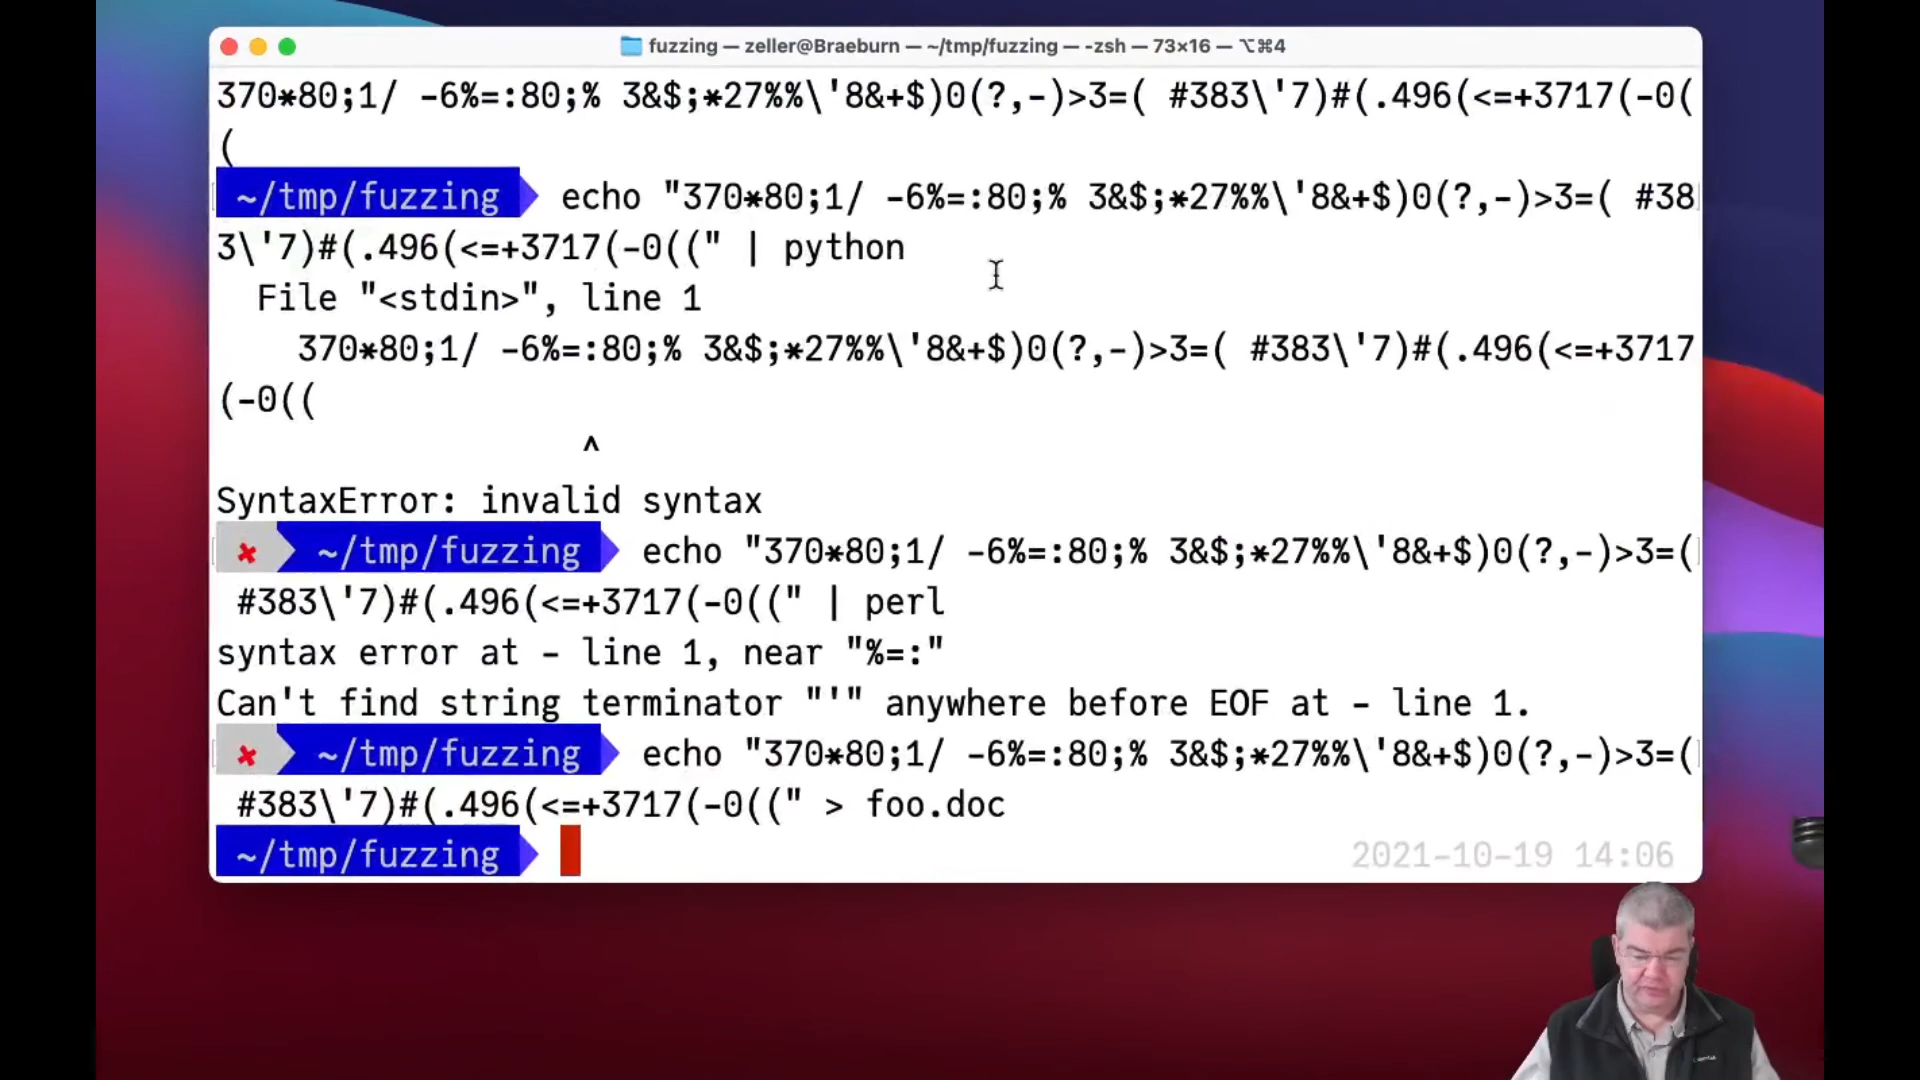 fuzzing — zeller@Braeburn — ~/tmp/fuzzing — -zsh — 73×16 — ⌥⌘4
370*80;1/ -6%=:80;% 3&$;*27%%\'8&+$)0(?,-)>3=( #383\'7)#(.496(<=+3717(-0(
(
~/tmp/fuzzing echo "370*80;1/ -6%=:80;% 3&$;*27%%\'8&+$)0(?,-)>3=( #38
3\'7)#(.496(<=+3717(-0((" | python
File "<stdin>", line 1
370*80;1/ -6%=:80;% 3&$;*27%%\'8&+$)0(?,-)>3=( #383\'7)#(.496(<=+3717
(-0((
^
SyntaxError: invalid syntax
✘ ~/tmp/fuzzing echo "370*80;1/ -6%=:80;% 3&$;*27%%\'8&+$)0(?,-)>3=(
#383\'7)#(.496(<=+3717(-0((" | perl
syntax error at - line 1, near "%=:"
Can't find string terminator "'" anywhere before EOF at - line 1.
✘ ~/tmp/fuzzing echo "370*80;1/ -6%=:80;% 3&$;*27%%\'8&+$)0(?,-)>3=(
#383\'7)#(.496(<=+3717(-0((" > foo.doc
~/tmp/fuzzing 2021-10-19 14:06